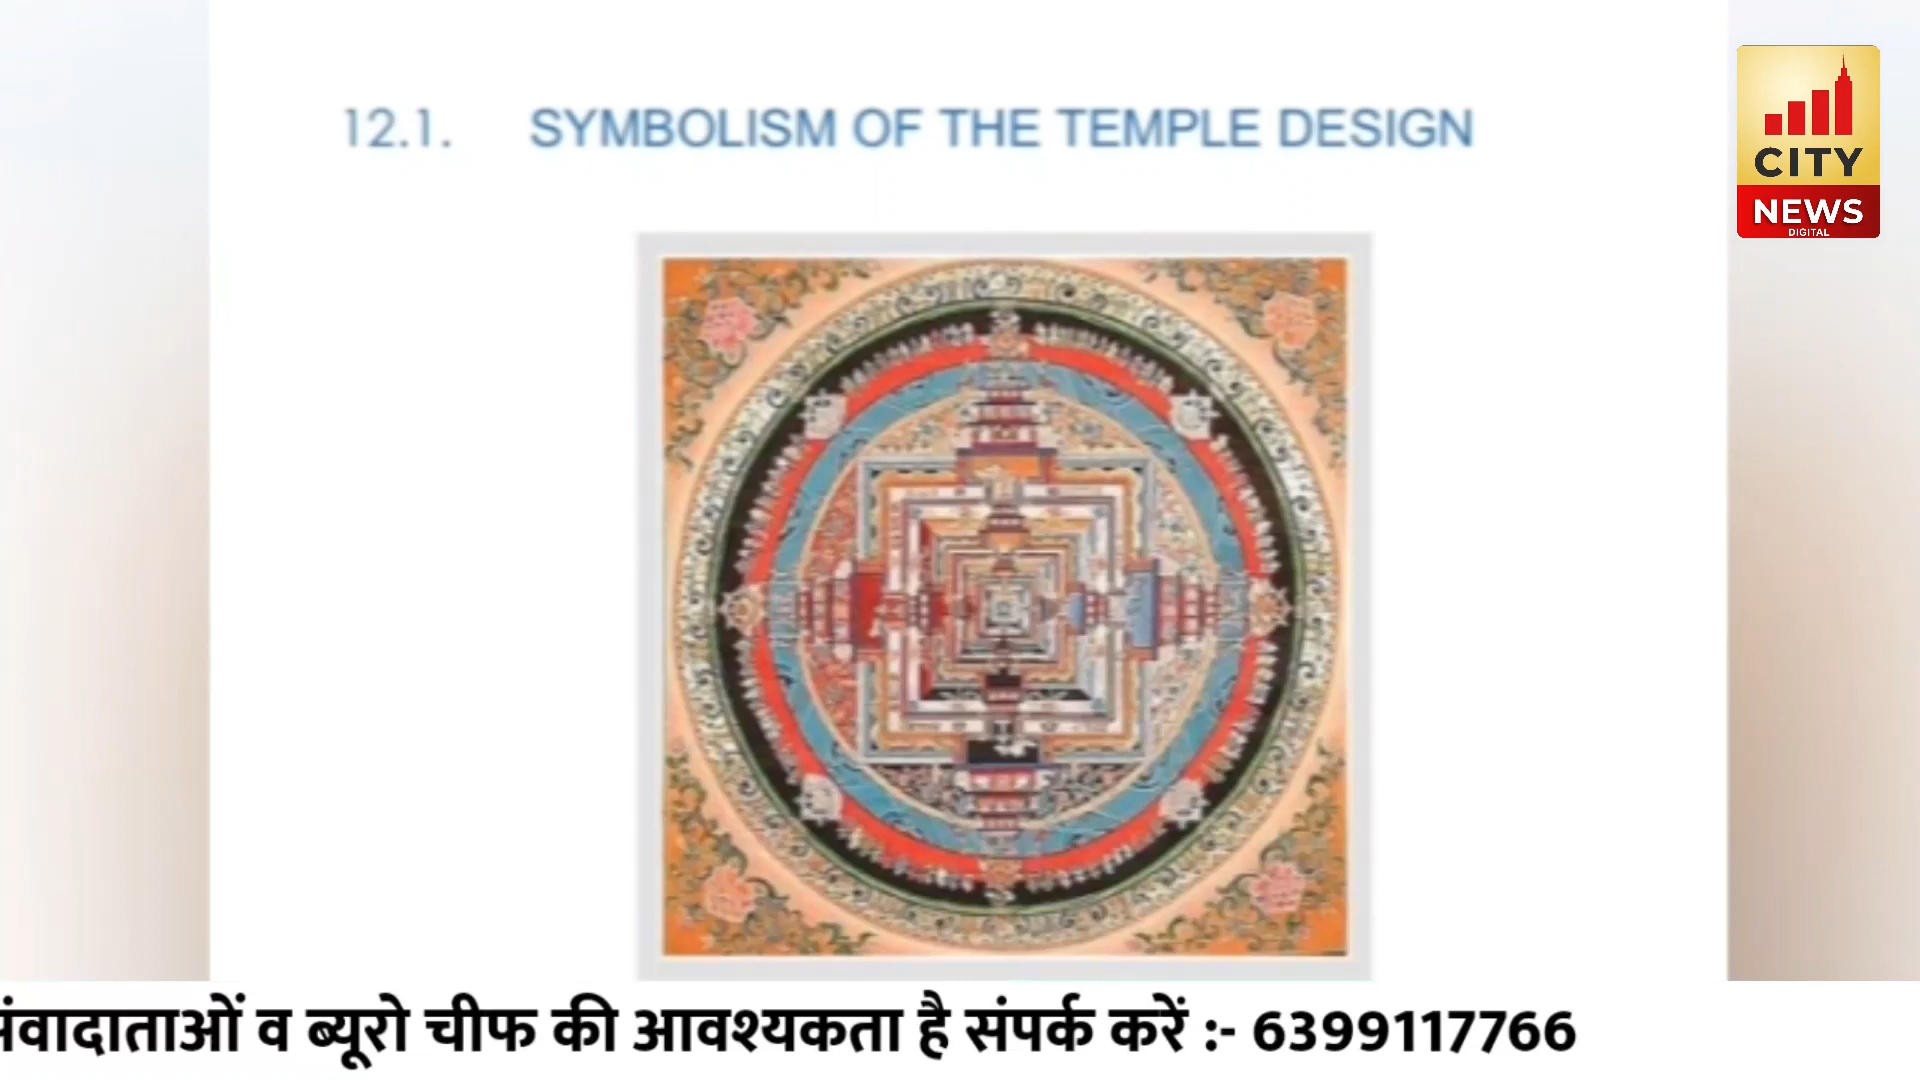 12.1. SYMBOLISM OF THE TEMPLE DESIGN
CITY
NEWS
DIGITAL
व ब्यूरो चीफ की आवश्यकता है संपर्क करें :- 6399117766